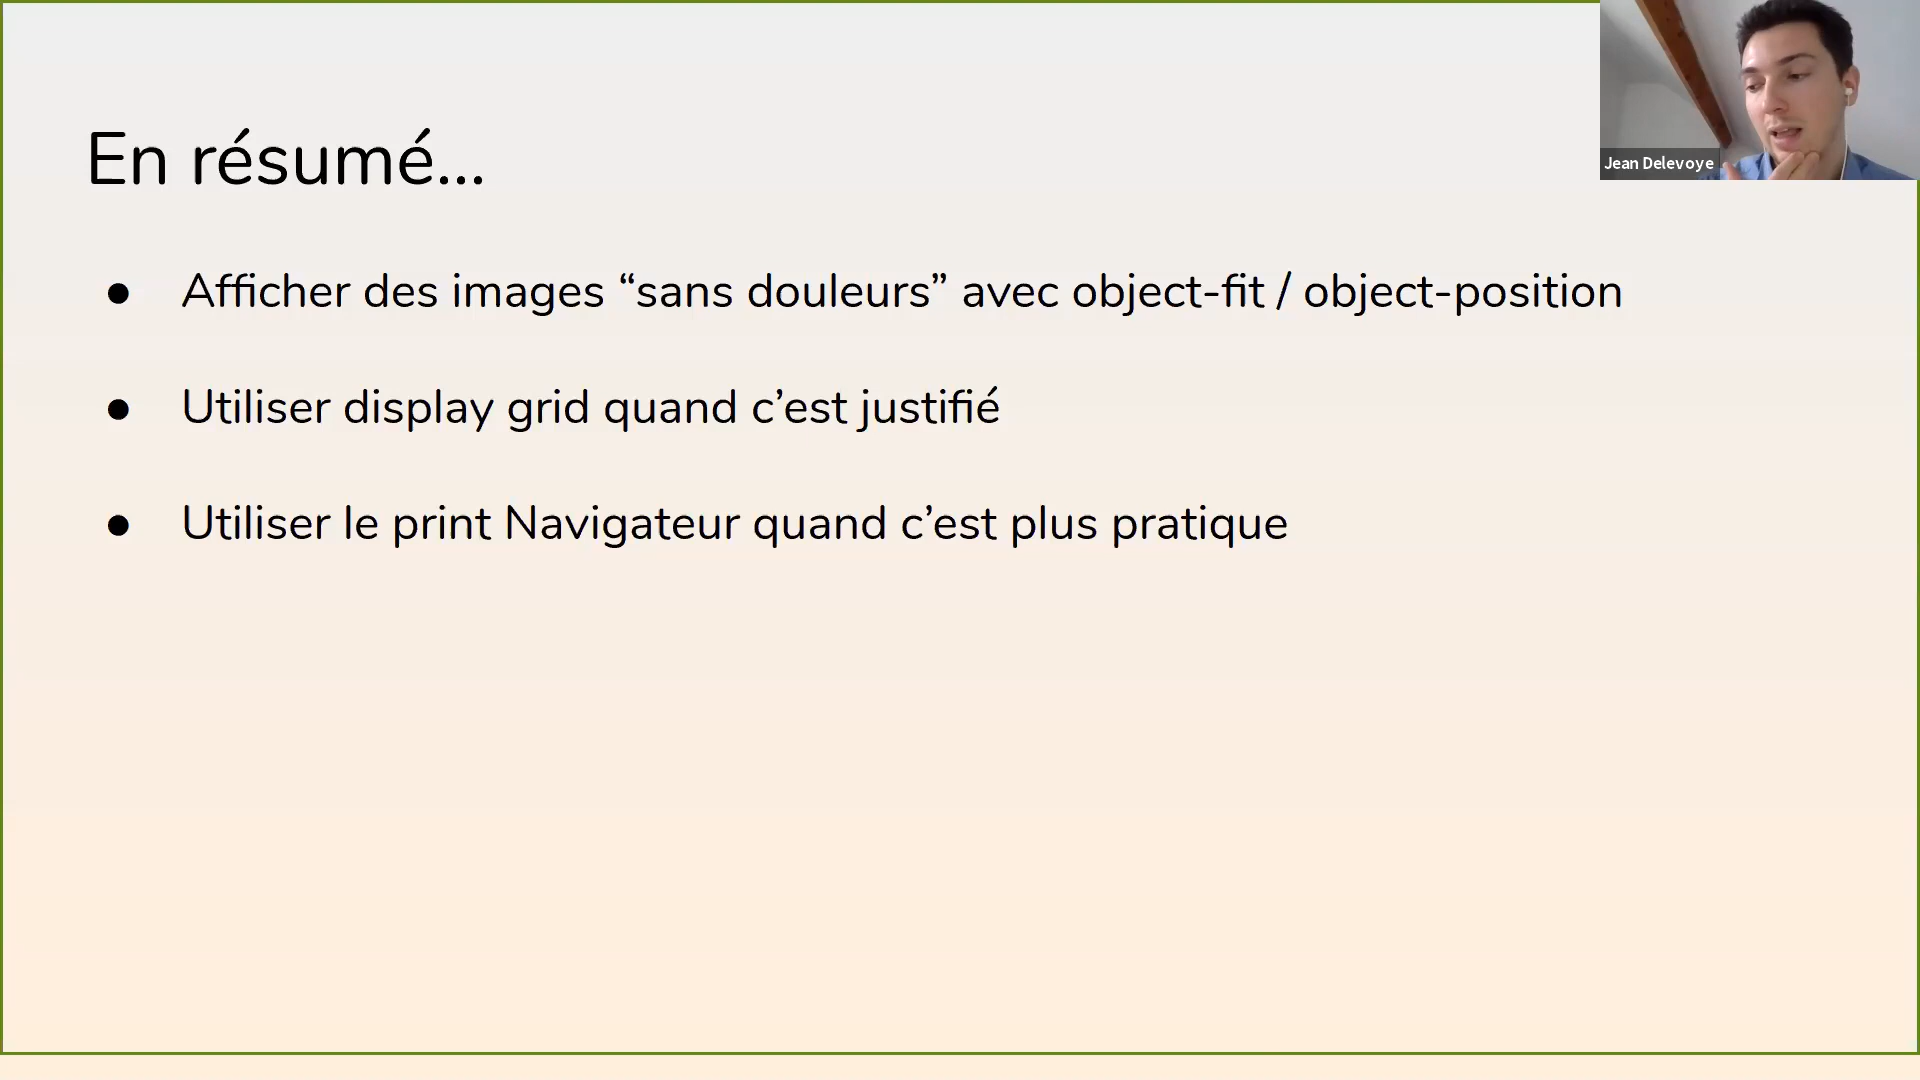 En résumé...
● Afficher des images “sans douleurs” avec object-fit / object-position
● Utiliser display grid quand c’est justifié
● Utiliser le print Navigateur quand c’est plus pratique
Jean Delevoye